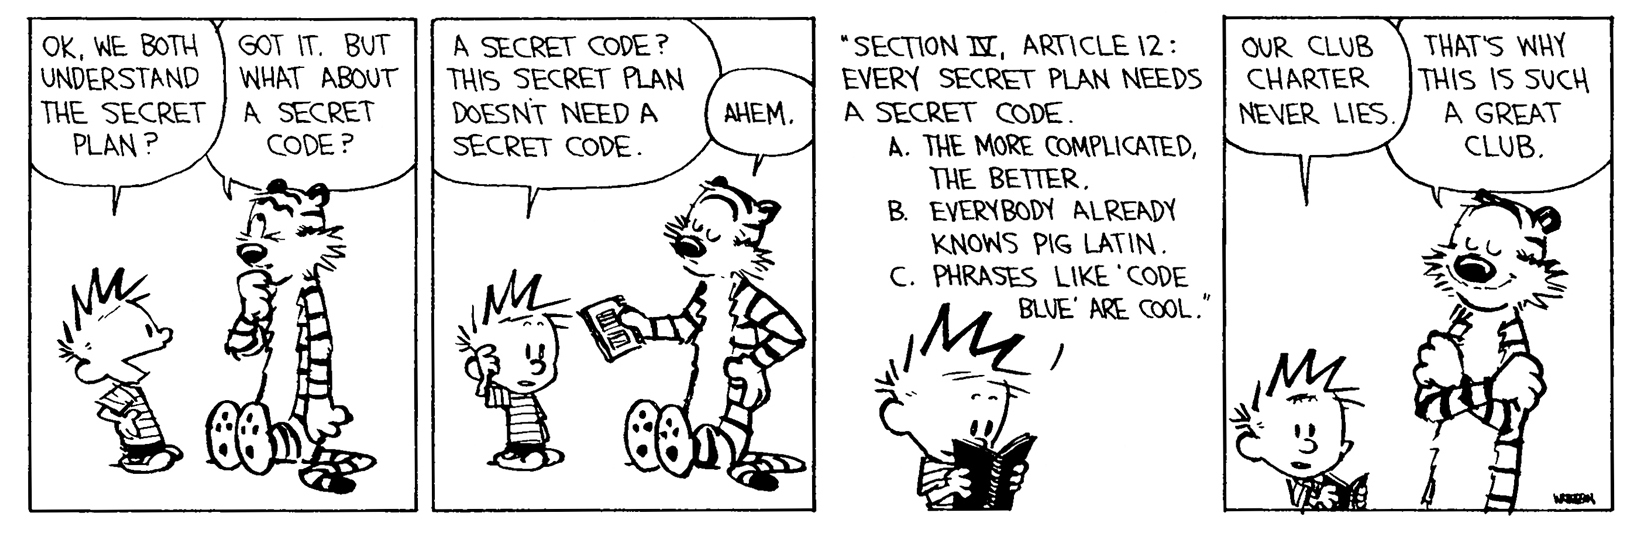 OK, WE BOTH
UNDERSTAND
THE SECRET
PLAN?
GOT IT. BUT
WHAT ABOUT
A SECRET
CODE?
A SECRET CODE?
THIS SECRET PLAN
DOESN'T NEED A
SECRET CODE.
AHEM.
"SECTION IV, ARTICLE 12:
EVERY SECRET PLAN NEEDS
A SECRET CODE.
A. THE MORE COMPLICATED,
THE BETTER.
B. EVERYBODY ALREADY
KNOWS PIG LATIN.
C. PHRASES LIKE 'CODE
BLUE' ARE COOL."
OUR CLUB
CHARTER
NEVER LIES.
THAT'S WHY
THIS IS SUCH
A GREAT
CLUB.
WATTERSON